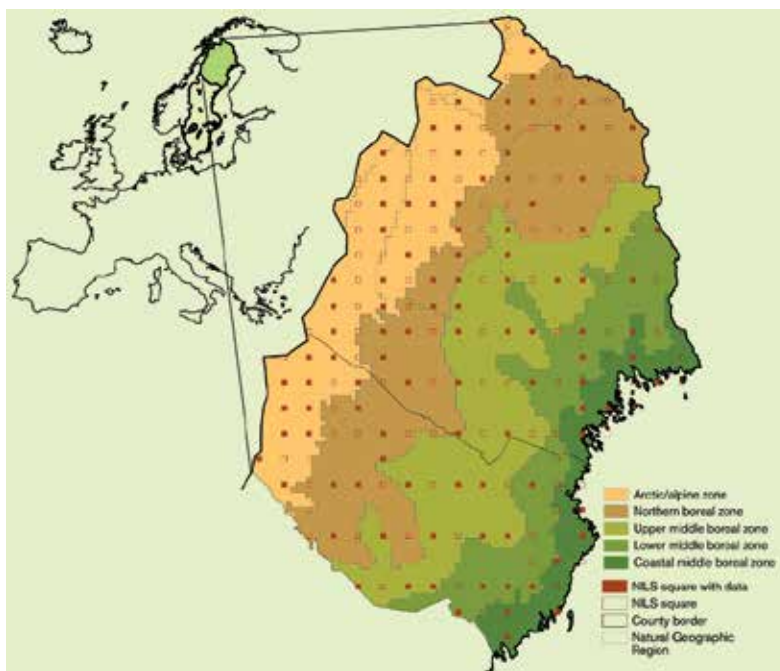 Arctic/alpine zone
Northern boreal zone
Upper middle boreal zone
Lower middle boreal zone
Coastal middle boreal zone
NILS square with data
NILS square
County border
Natural Geographic
Region